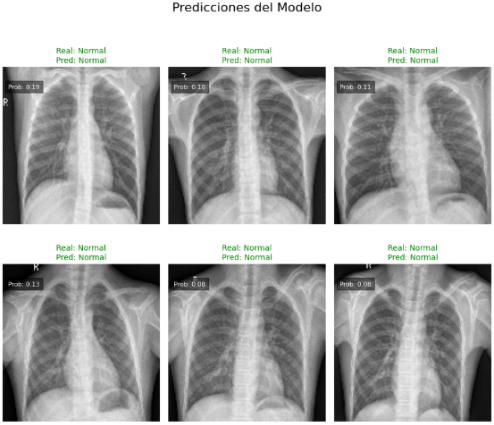 Predicciones del Modelo
Real: Normal
Pred: Normal
Prob: 0.19
R
Real: Normal
Pred: Normal
Prob: 0.10
R
Real: Normal
Pred: Normal
Prob: 0.11
Real: Normal
Pred: Normal
Prob: 0.13
R
Real: Normal
Pred: Normal
Prob: 0.08
Real: Normal
Pred: Normal
Prob: 0.08
R